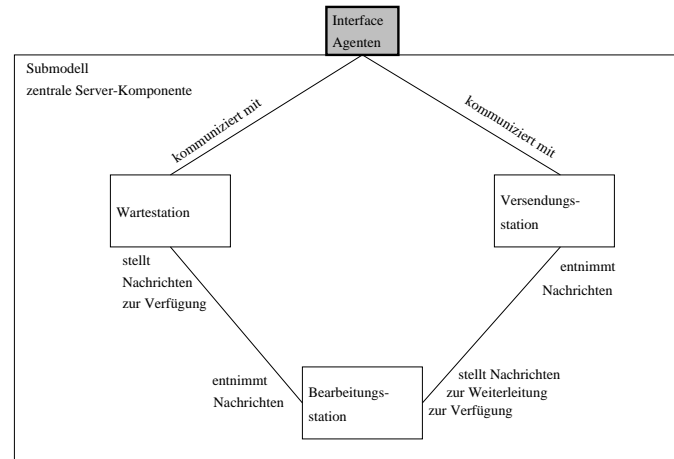 Interface
Agenten
Submodell
zentrale Server-Komponente
kommuniziert mit
kommuniziert mit
Wartestation
Versendungs-
station
stellt
Nachrichten
zur Verfügung
entnimmt
Nachrichten
entnimmt
Nachrichten
Bearbeitungs-
station
stellt Nachrichten
zur Weiterleitung
zur Verfügung